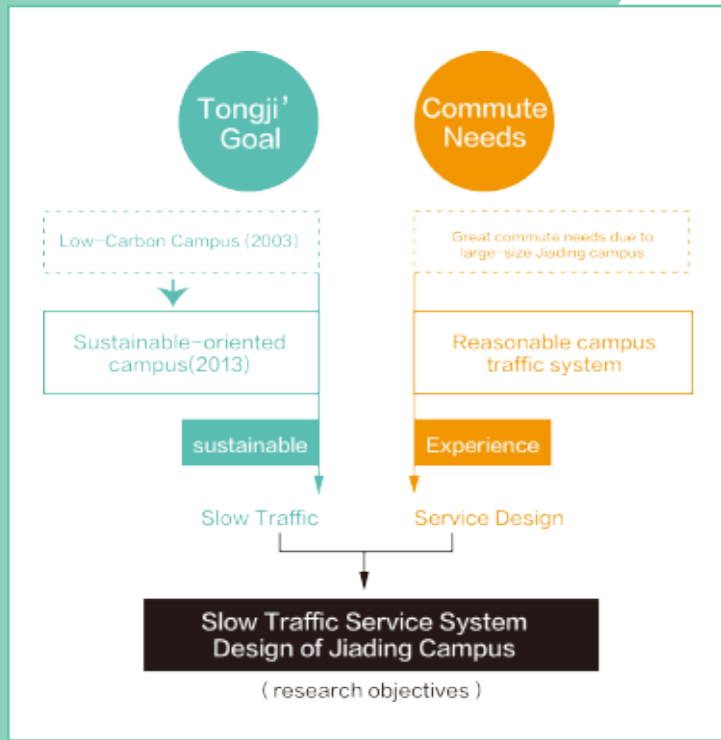 Tongji’
Goal
Commute
Needs
Low-Carbon Campus (2003)
Great commute needs due to
large-size Jiading campus
Sustainable-oriented
campus(2013)
Reasonable campus
traffic system
sustainable
Experience
Slow Traffic
Service Design
Slow Traffic Service System
Design of Jiading Campus
( research objectives )